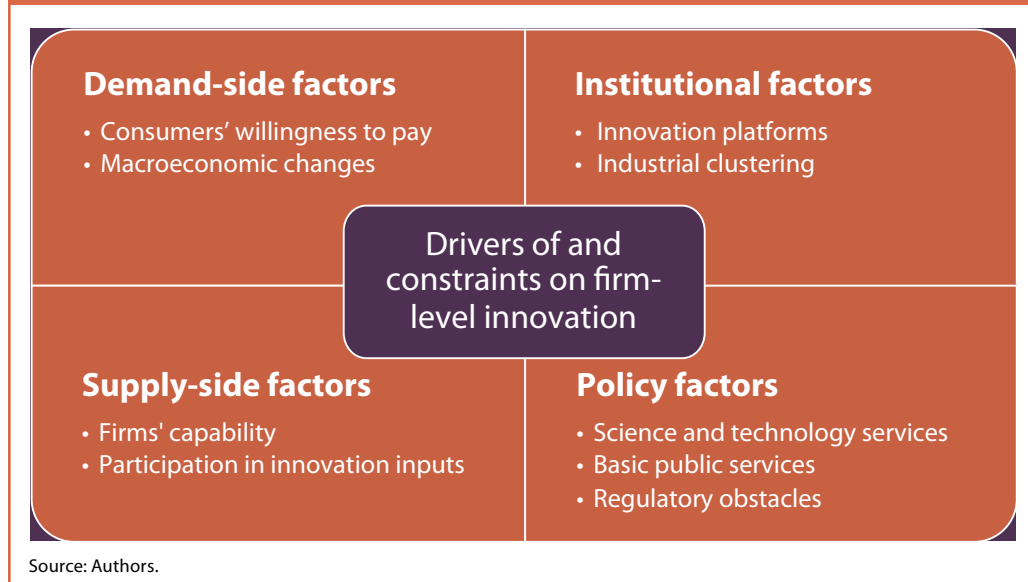 Demand-side factors
• Consumers’ willingness to pay
• Macroeconomic changes
Institutional factors
• Innovation platforms
• Industrial clustering
Drivers of and
constraints on firm-
level innovation
Supply-side factors
• Firms' capability
• Participation in innovation inputs
Policy factors
• Science and technology services
• Basic public services
• Regulatory obstacles
Source: Authors.